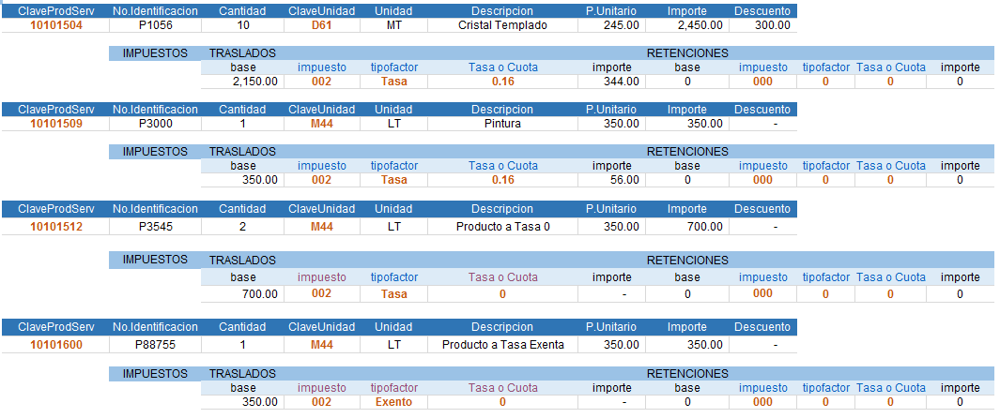 ClaveProdServ No.Identificacion Cantidad ClaveUnidad Unidad Descripcion P.Unitario Importe Descuento
10101504 P1056 10 D61 MT Cristal Templado 245.00 2,450.00 300.00
IMPUESTOS TRASLADOS RETENCIONES
base impuesto tipofactor Tasa o Cuota importe base impuesto tipofactor Tasa o Cuota importe
2,150.00 002 Tasa 0.16 344.00 0 000 0 0 0
ClaveProdServ No.Identificacion Cantidad ClaveUnidad Unidad Descripcion P.Unitario Importe Descuento
10101509 P3000 1 M44 LT Pintura 350.00 350.00 -
IMPUESTOS TRASLADOS RETENCIONES
base impuesto tipofactor Tasa o Cuota importe base impuesto tipofactor Tasa o Cuota importe
350.00 002 Tasa 0.16 56.00 0 000 0 0 0
ClaveProdServ No.Identificacion Cantidad ClaveUnidad Unidad Descripcion P.Unitario Importe Descuento
10101512 P3545 2 M44 LT Producto a Tasa 0 350.00 700.00 -
IMPUESTOS TRASLADOS RETENCIONES
base impuesto tipofactor Tasa o Cuota importe base impuesto tipofactor Tasa o Cuota importe
700.00 002 Tasa 0 - 0 000 0 0 0
ClaveProdServ No.Identificacion Cantidad ClaveUnidad Unidad Descripcion P.Unitario Importe Descuento
10101600 P88755 1 M44 LT Producto a Tasa Exenta 350.00 350.00 -
IMPUESTOS TRASLADOS RETENCIONES
base impuesto tipofactor Tasa o Cuota importe base impuesto tipofactor Tasa o Cuota importe
350.00 002 Exento 0 - 0 000 0 0 0